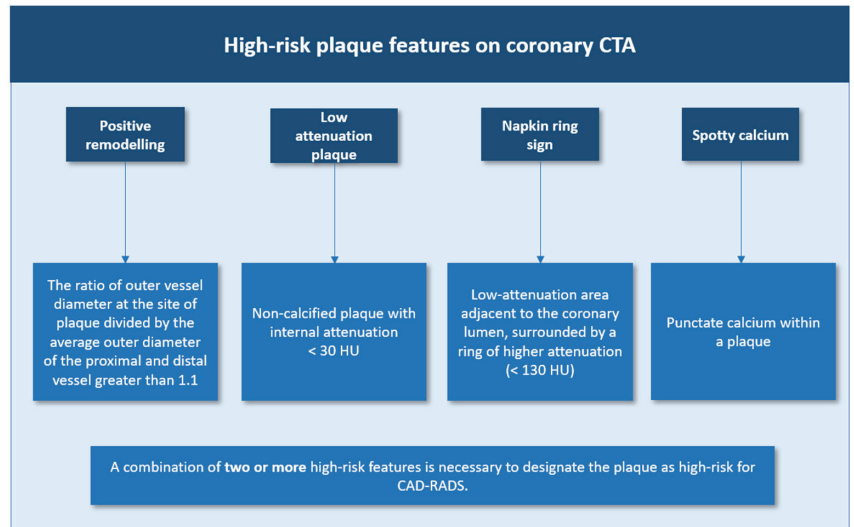 High-risk plaque features on coronary CTA
Positive
remodelling
Low
attenuation
plaque
Napkin ring
sign
Spotty calcium
The ratio of outer vessel
diameter at the site of
plaque divided by the
average outer diameter
of the proximal and distal
vessel greater than 1.1
Non-calcified plaque with
internal attenuation
< 30 HU
Low-attenuation area
adjacent to the coronary
lumen, surrounded by a
ring of higher attenuation
(< 130 HU)
Punctate calcium within
a plaque
A combination of two or more high-risk features is necessary to designate the plaque as high-risk for
CAD-RADS.